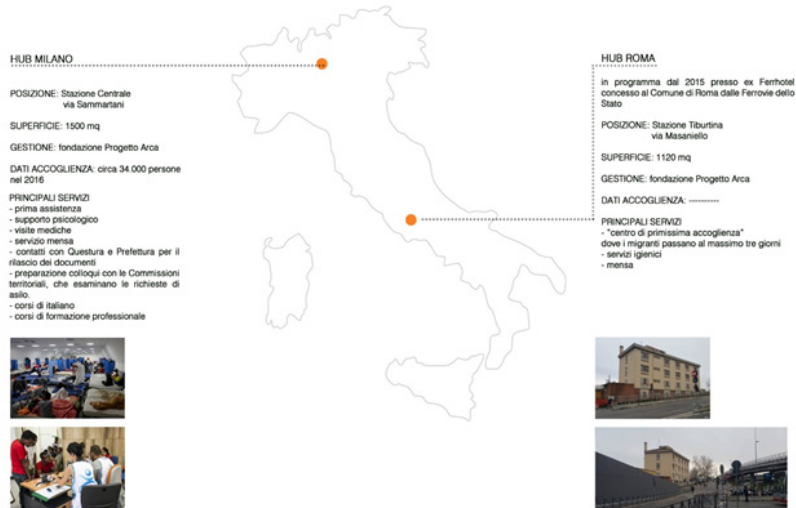 HUB MILANO
POSIZIONE: Stazione Centrale
via Sammartani
SUPERFICIE: 1500 mq
GESTIONE: fondazione Progetto Arca
DATI ACCOGLIENZA: circa 34.000 persone
nel 2016
PRINCIPALI SERVIZI
- prima assistenza
- supporto psicologico
- visite mediche
- servizio mensa
- contatti con Questura e Prefettura per il
rilascio dei documenti
- preparazione colloqui con le Commissioni
territoriali, che esaminano le richieste di
asilo.
- corsi di italiano
- corsi di formazione professionale
HUB ROMA
in programma dal 2015 presso ex Ferrhotel
concesso al Comune di Roma dalle Ferrovie dello
Stato
POSIZIONE: Stazione Tiburtina
via Masaniello
SUPERFICIE: 1120 mq
GESTIONE: fondazione Progetto Arca
DATI ACCOGLIENZA: ----------
PRINCIPALI SERVIZI
- "centro di primissima accoglienza"
dove i migranti passano al massimo tre giorni
- servizi igienici
- mensa